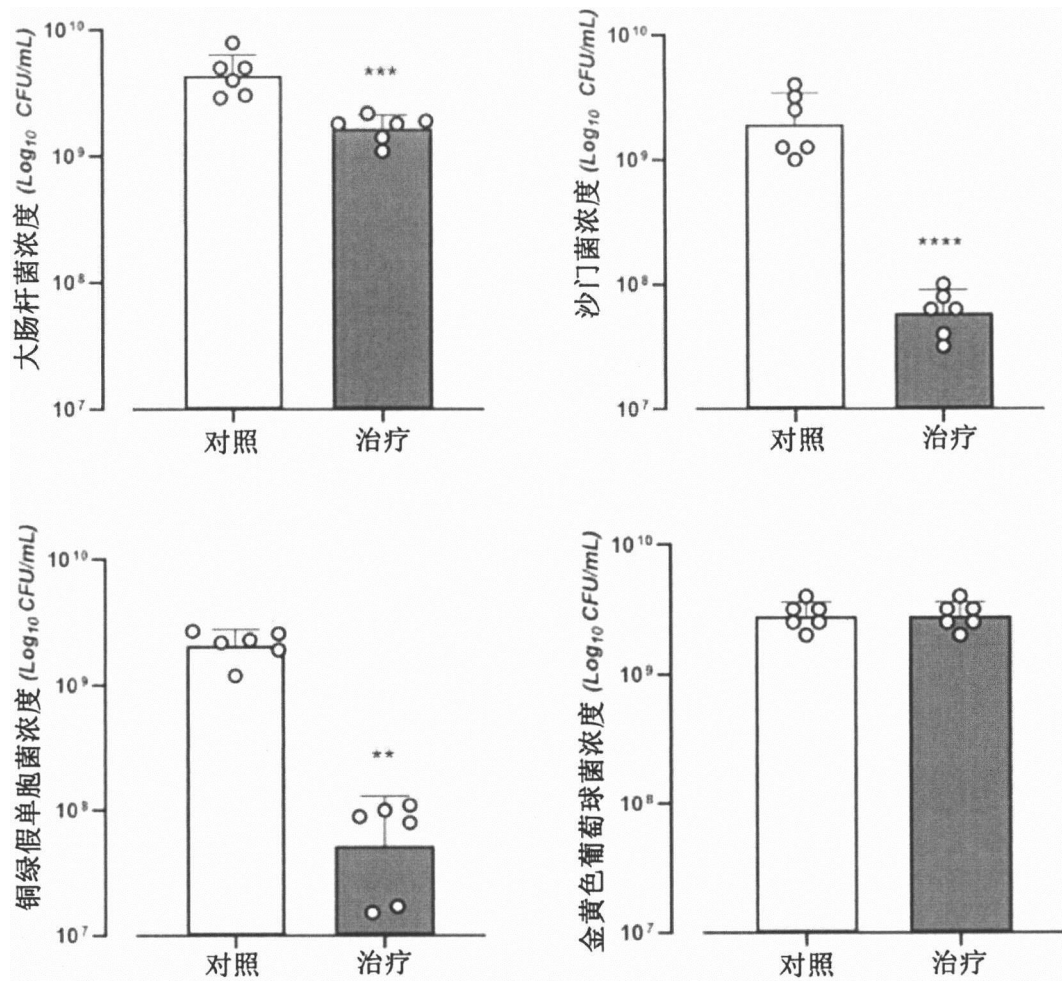 大肠杆菌浓度 (Log₁₀ CFU/mL)
10¹⁰
10⁹
10⁸
10⁷
***
对照
治疗
沙门菌浓度 (Log₁₀ CFU/mL)
10¹⁰
10⁹
10⁸
10⁷
****
对照
治疗
铜绿假单胞菌浓度 (Log₁₀ CFU/mL)
10¹⁰
10⁹
10⁸
10⁷
**
对照
治疗
金黄色葡萄球菌浓度 (Log₁₀ CFU/mL)
10¹⁰
10⁹
10⁸
10⁷
对照
治疗